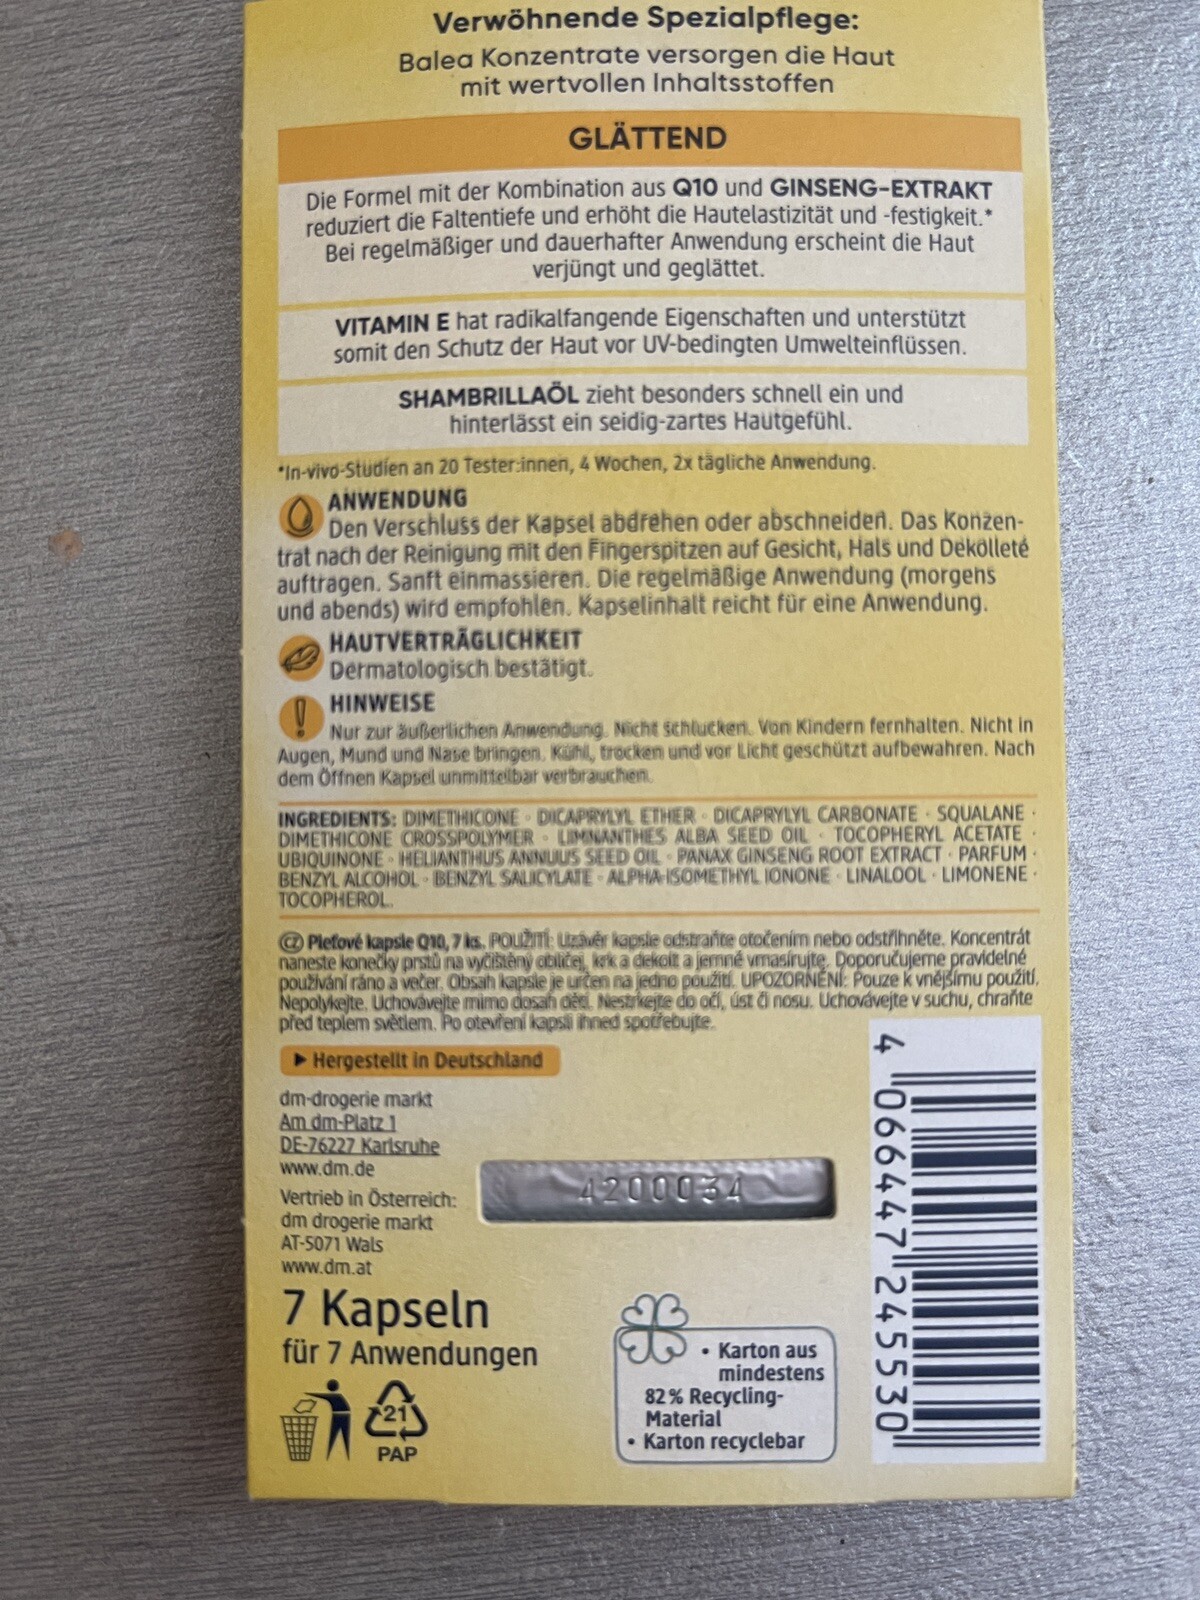 Verwöhnende Spezialpflege:
Balea Konzentrate versorgen die Haut
mit wertvollen Inhaltsstoffen
GLÄTTEND
Die Formel mit der Kombination aus Q10 und GINSENG-EXTRAKT
reduziert die Faltentiefe und erhöht die Hautelastizität und -festigkeit.*
Bei regelmäßiger und dauerhafter Anwendung erscheint die Haut
verjüngt und geglättet.
VITAMIN E hat radikalfangende Eigenschaften und unterstützt
somit den Schutz der Haut vor UV-bedingten Umwelteinflüssen.
SHAMBRILLAÖL zieht besonders schnell ein und
hinterlässt ein seidig-zartes Hautgefühl.
*In-vivo-Studien an 20 Tester:innen, 4 Wochen, 2x tägliche Anwendung.
ANWENDUNG
Den Verschluss der Kapsel abdrehen oder abschneiden. Das Konzen-
trat nach der Reinigung mit den Fingerspitzen auf Gesicht, Hals und Dekolleté
auftragen. Sanft einmassieren. Die regelmäßige Anwendung (morgens
und abends) wird empfohlen. Kapselinhalt reicht für eine Anwendung.
HAUTVERTRÄGLICHKEIT
Dermatologisch bestätigt.
HINWEISE
Nur zur äußerlichen Anwendung. Nicht schlucken. Von Kindern fernhalten. Nicht in
Augen, Mund und Nase bringen. Kühl, trocken und vor Licht geschützt aufbewahren. Nach
dem Öffnen Kapsel unmittelbar verbrauchen.
INGREDIENTS: DIMETHICONE · DICAPRYLYL ETHER · DICAPRYLYL CARBONATE · SQUALANE ·
DIMETHICONE CROSSPOLYMER · LIMNANTHES ALBA SEED OIL · TOCOPHERYL ACETATE ·
UBIQUINONE · HELIANTHUS ANNUUS SEED OIL · PANAX GINSENG ROOT EXTRACT · PARFUM ·
BENZYL ALCOHOL · BENZYL SALICYLATE · ALPHA-ISOMETHYL IONONE · LINALOOL · LIMONENE ·
TOCOPHEROL.
CZ Pleťové kapsle Q10, 7 ks. POUŽITÍ: Uzávěr kapsle odstraňte otočením nebo odstřihněte. Koncentrát
naneste konečky prstů na vyčištěný obličej, krk a dekolt a jemně vmasírujte. Doporučujeme pravidelné
používání ráno a večer. Obsah kapsle je určen na jedno použití. UPOZORNĚNÍ: Pouze k vnějšímu použití.
Nepolykejte. Uchovávejte mimo dosah dětí. Nestříkejte do očí, úst či nosu. Uchovávejte v suchu, chraňte
před teplem světlem. Po otevření kapsli ihned spotřebujte.
Hergestellt in Deutschland
dm-drogerie markt
Am dm-Platz 1
DE-76227 Karlsruhe
www.dm.de
Vertrieb in Österreich:
dm drogerie markt
AT-5071 Wals
www.dm.at
4200034
7 Kapseln
für 7 Anwendungen
21
PAP
• Karton aus
mindestens
82 % Recycling-
Material
• Karton recyclebar
4 066447 245530